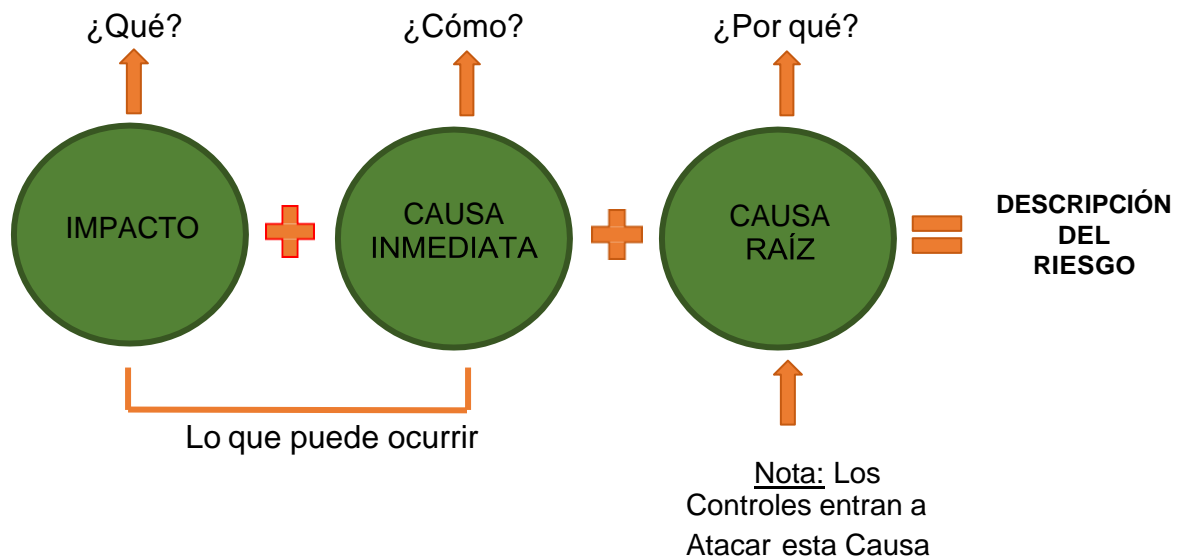 ¿Qué?
¿Cómo?
¿Por qué?
IMPACTO
CAUSA
INMEDIATA
CAUSA
RAÍZ
DESCRIPCIÓN
DEL
RIESGO
Lo que puede ocurrir
Nota: Los
Controles entran a
Atacar esta Causa